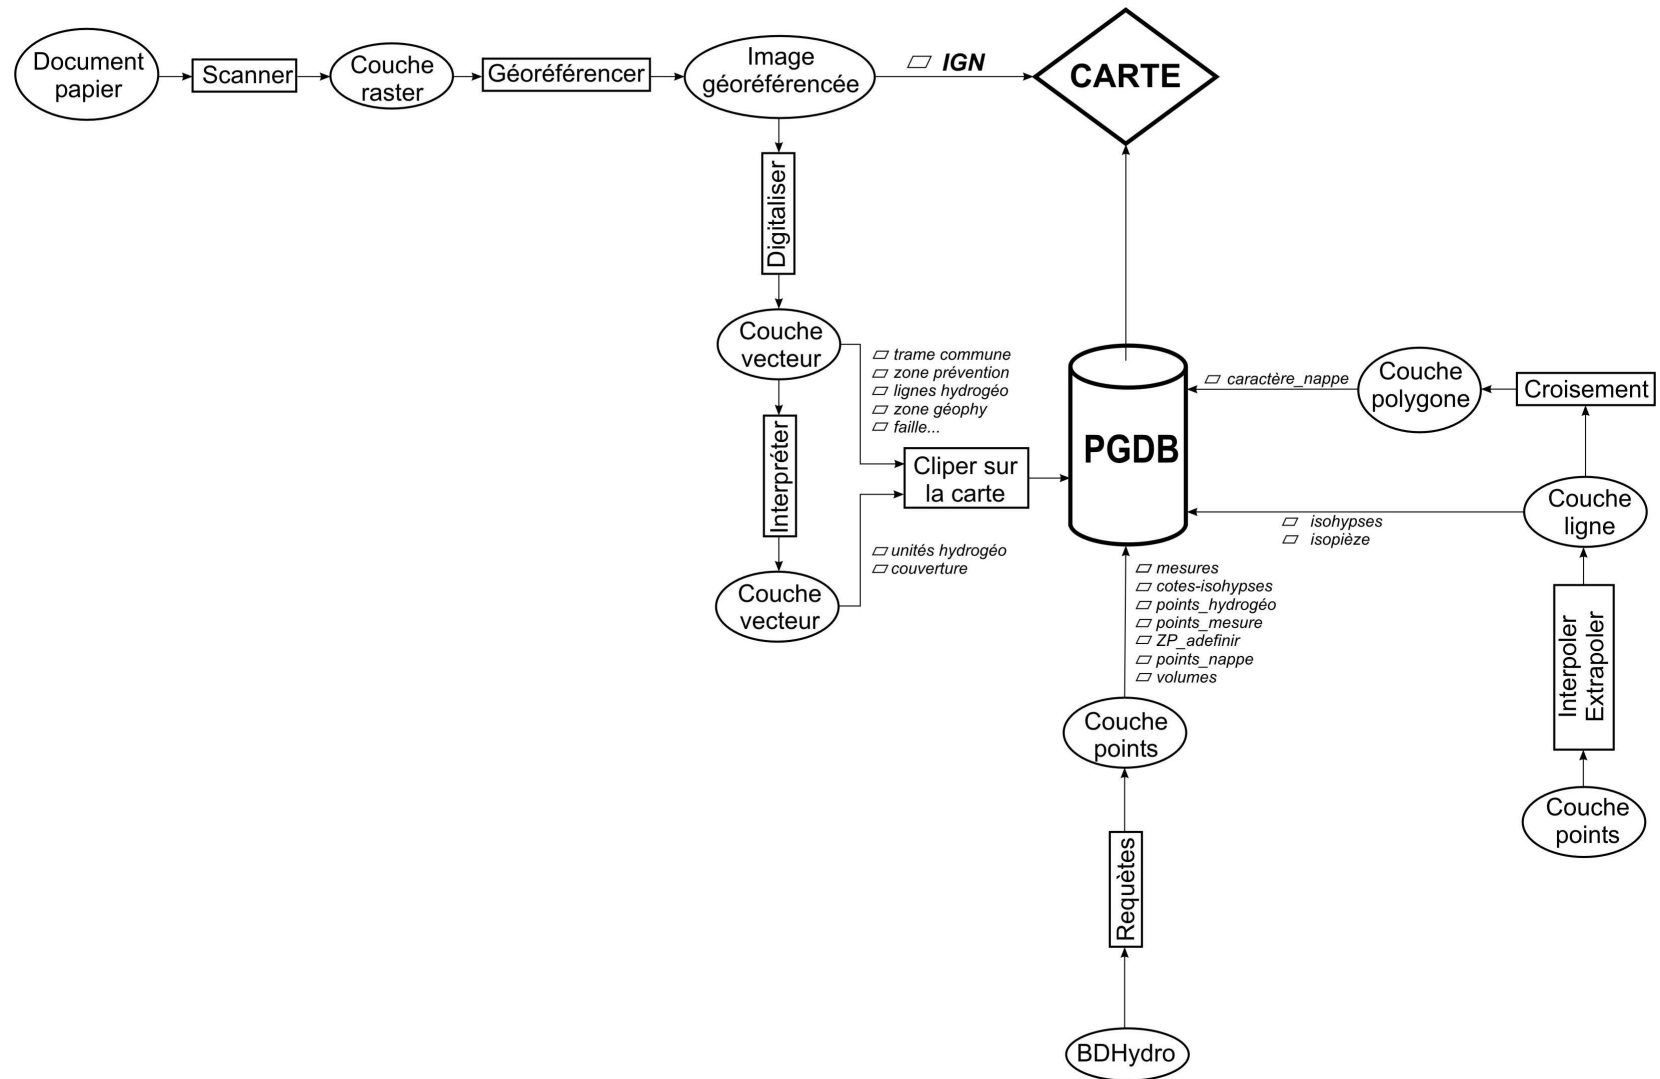 Document
papier
Scanner
Couche
raster
Géoréférencer
Image
géoréférencée
IGN
CARTE
Digitaliser
Couche
vecteur
trame commune
zone prévention
lignes hydrogéo
zone géophy
faille...
Interpréter
Cliper sur
la carte
unités hydrogéo
couverture
Couche
vecteur
PGDB
caractère_nappe
Couche
polygone
Croisement
isohypses
isopièze
Couche
ligne
Interpoler
Extrapoler
Couche
points
mesures
cotes-isohypses
points_hydrogéo
points_mesure
ZP_adefinir
points_nappe
volumes
Couche
points
Requètes
BDHydro